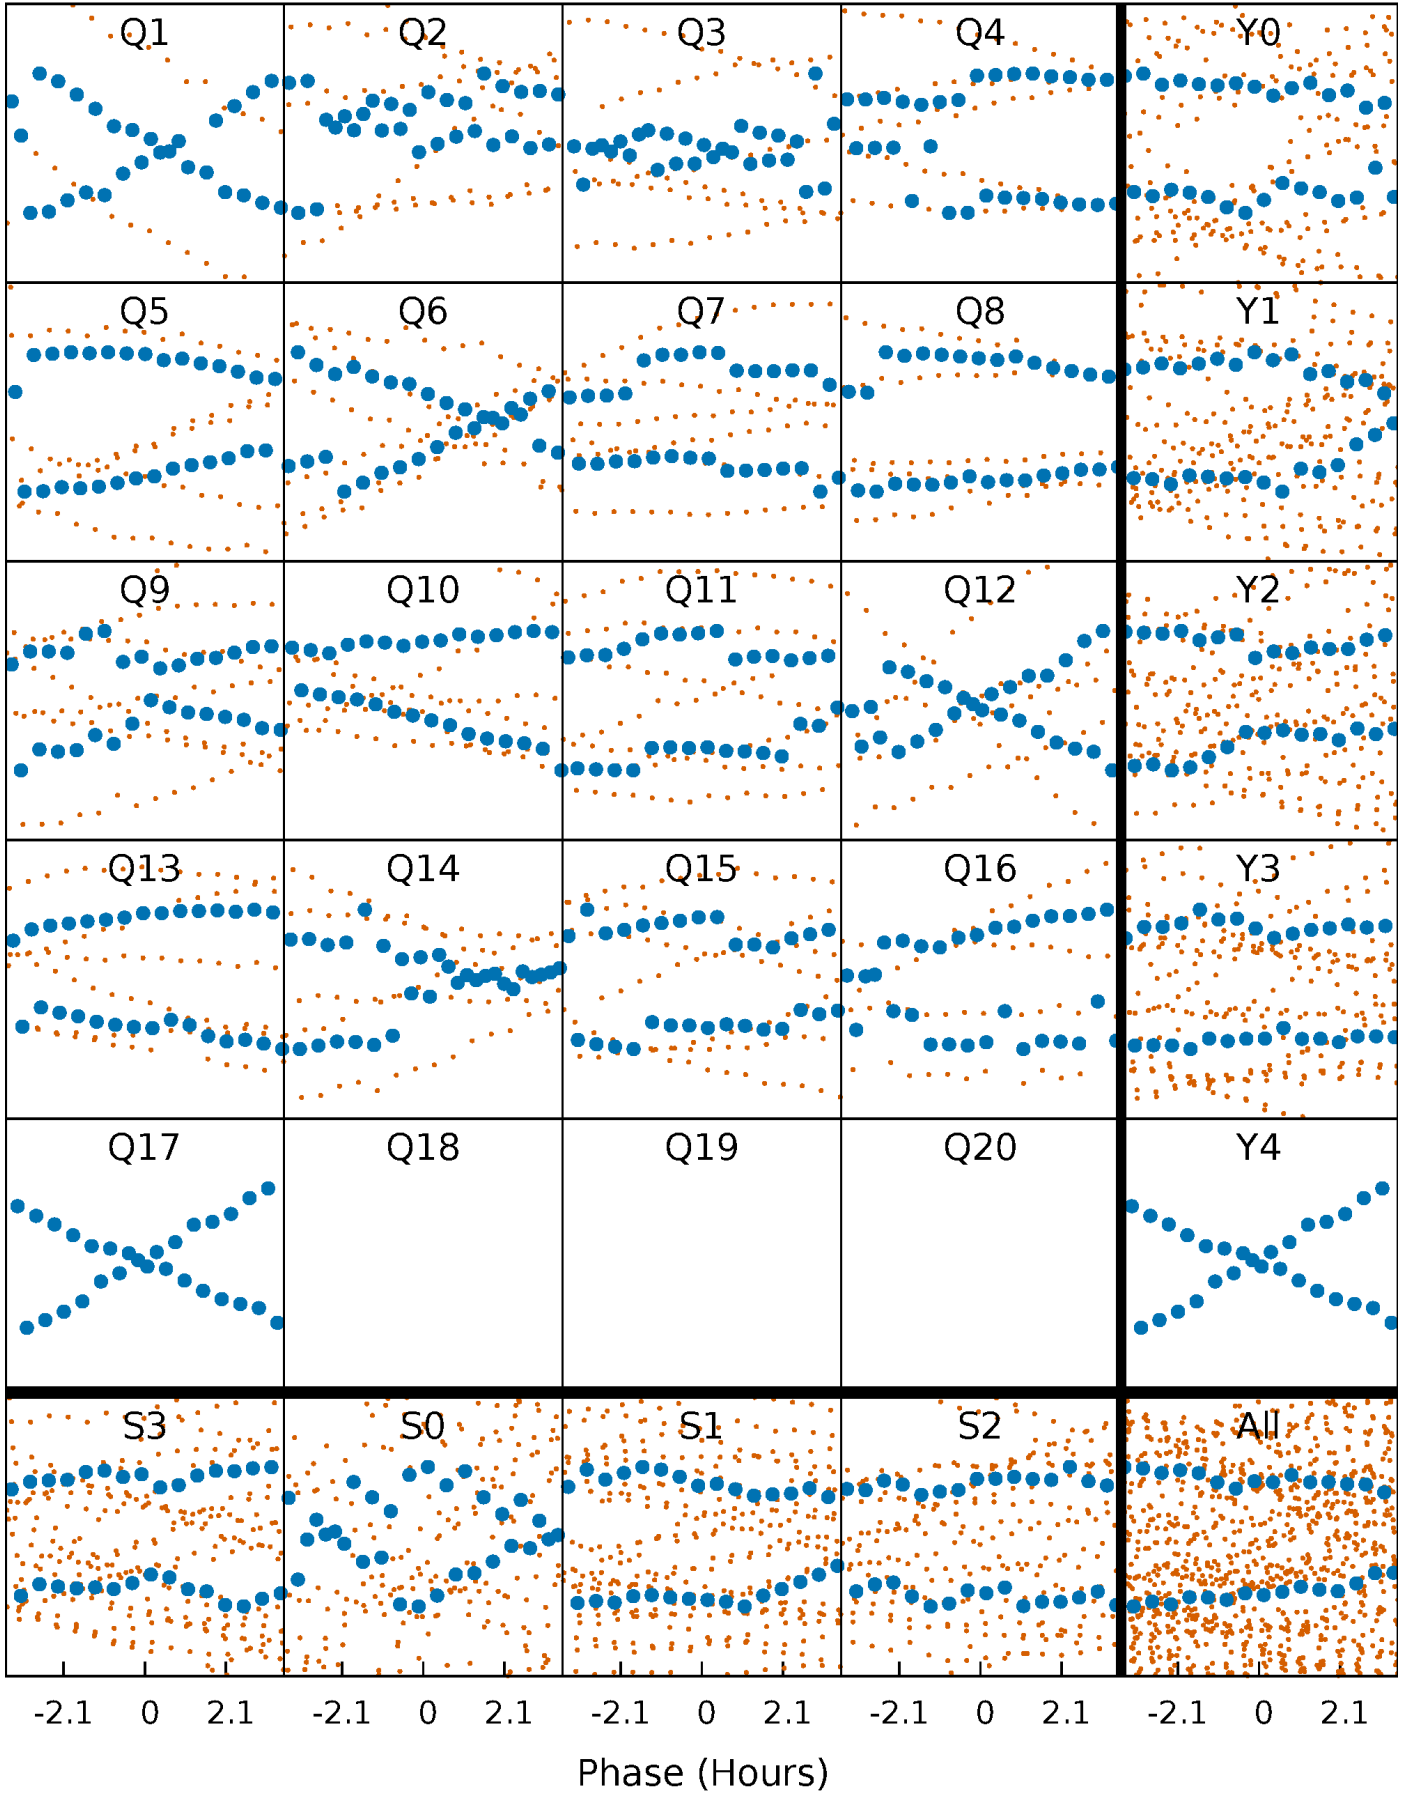 Q1 Q2 Q3 Q4 Y0
Q5 Q6 Q7 Q8 Y1
Q9 Q10 Q11 Q12 Y2
Q13 Q14 Q15 Q16 Y3
Q17 Q18 Q19 Q20 Y4
S3 S0 S1 S2 All
-2.1 0 2.1 -2.1 0 2.1 -2.1 0 2.1 -2.1 0 2.1 -2.1 0 2.1
Phase (Hours)